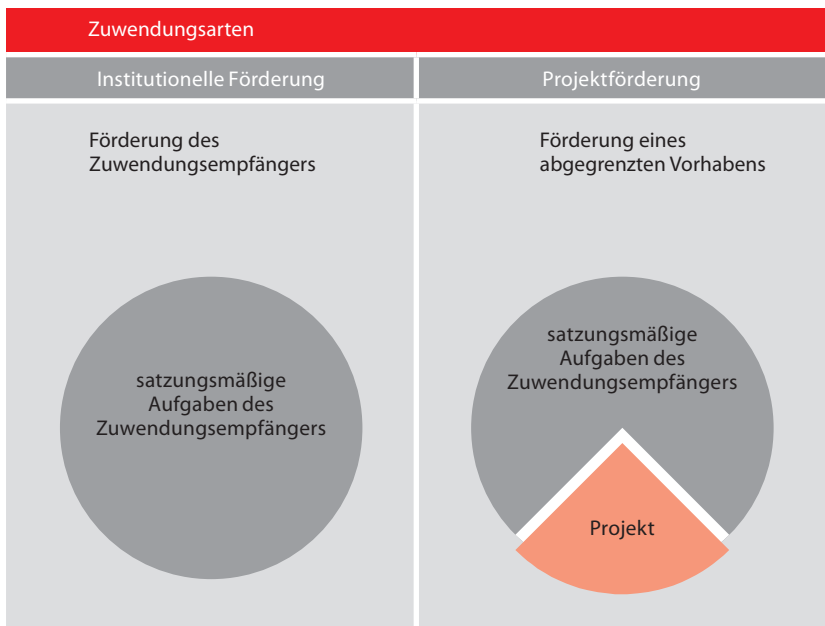 Zuwendungsarten
Institutionelle Förderung
Projektförderung
Förderung des
Zuwendungsempfängers
Förderung eines
abgegrenzten Vorhabens
satzungsmäßige
Aufgaben des
Zuwendungsempfängers
satzungsmäßige
Aufgaben des
Zuwendungsempfängers
Projekt